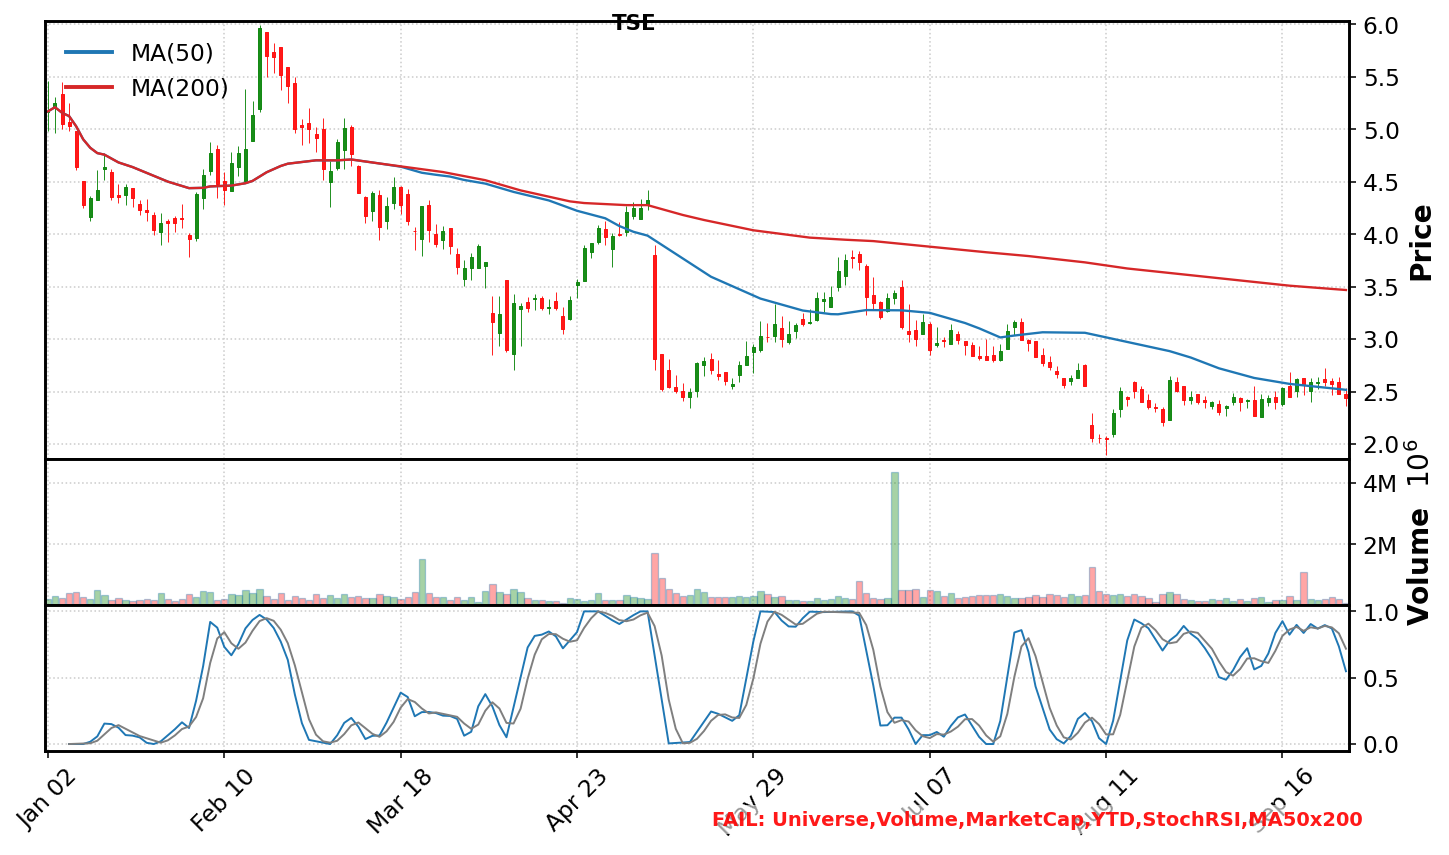 TSE
MA(50)
MA(200)
6.0
5.5
5.0
4.5
4.0
3.5
3.0
2.5
2.0
Price
4M
2M
Volume 10^6
1.0
0.5
0.0
Jan 02
Feb 10
Mar 18
Apr 23
May 29
Jul 07
Aug 11
Sep 16
FAIL: Universe,Volume,MarketCap,YTD,StochRSI,MA50x200